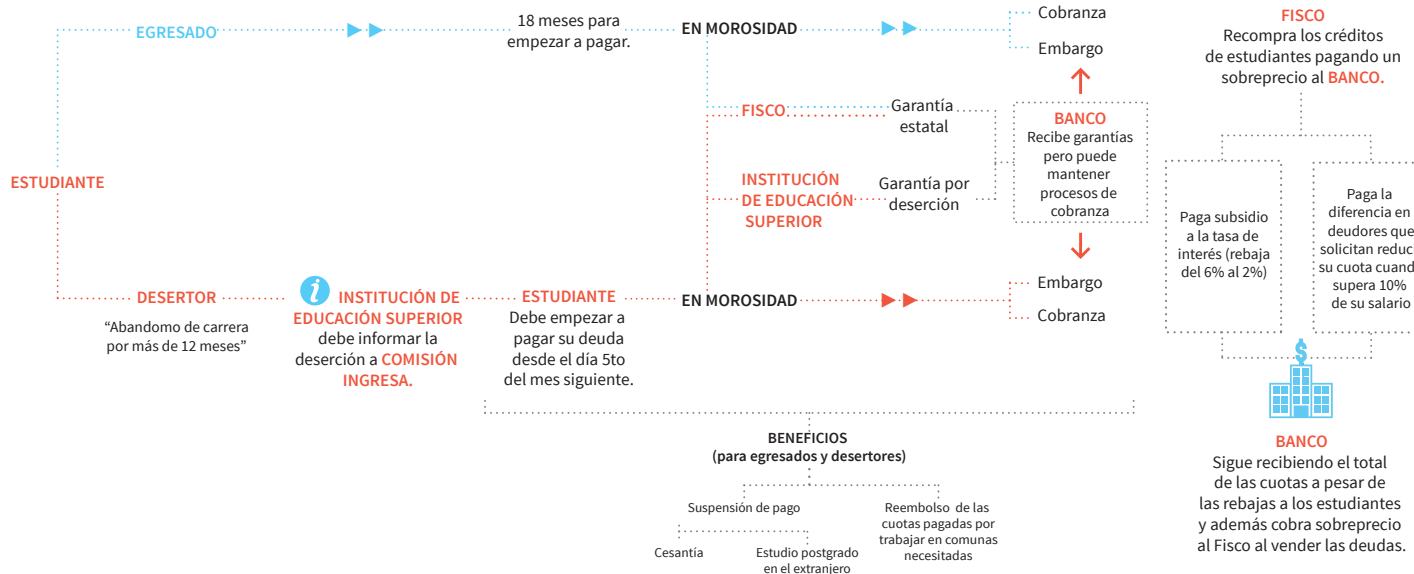 ESTUDIANTE
EGRESADO
18 meses para
empezar a pagar.
EN MOROSIDAD
Cobranza
Embargo
FISCO
Garantía
estatal
INSTITUCIÓN
DE EDUCACIÓN
SUPERIOR
Garantía por
deserción
BANCO
Recibe garantías
pero puede
mantener
procesos de
cobranza
DESERTOR
“Abandomo de carrera
por más de 12 meses”
i
INSTITUCIÓN DE
EDUCACIÓN SUPERIOR
debe informar la
deserción a COMISIÓN
INGRESA.
ESTUDIANTE
Debe empezar a
pagar su deuda
desde el día 5to
del mes siguiente.
EN MOROSIDAD
Embargo
Cobranza
BENEFICIOS
(para egresados y desertores)
Suspensión de pago
Cesantía
Estudio postgrado
en el extranjero
Reembolso de las
cuotas pagadas por
trabajar en comunas
necesitadas
FISCO
Recompra los créditos
de estudiantes pagando un
sobreprecio al BANCO.
Paga subsidio
a la tasa de
interés (rebaja
del 6% al 2%)
Paga la
diferencia en
deudores que
solicitan reduc
su cuota cuand
supera 10%
de su salario
$
BANCO
Sigue recibiendo el total
de las cuotas a pesar de
las rebajas a los estudiantes
y además cobra sobreprecio
al Fisco al vender las deudas.